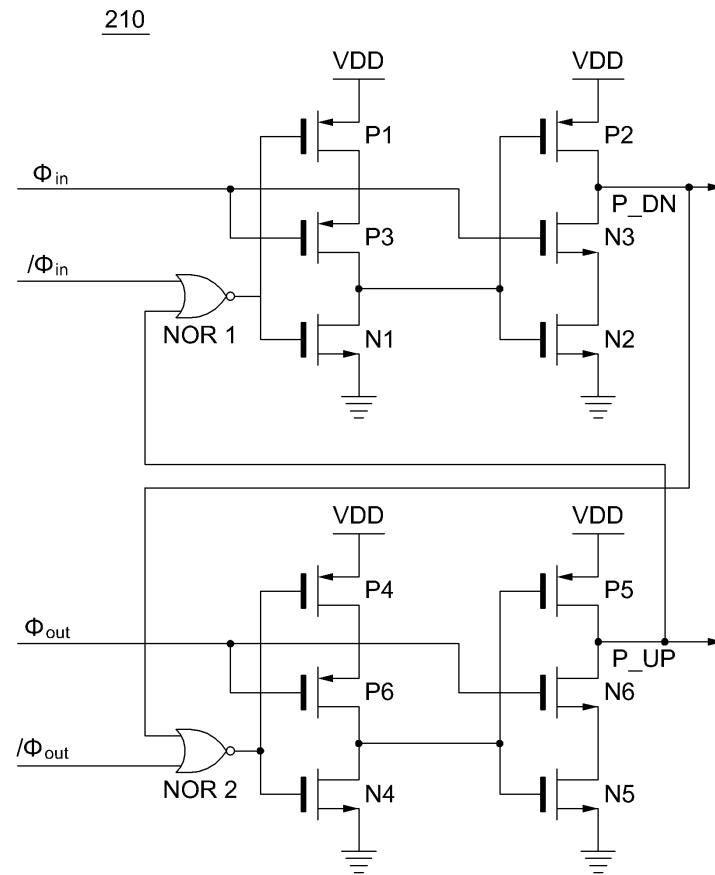 210
VDD
VDD
P1
P2
Φin
P_DN
P3
N3
/Φin
NOR 1
N1
N2
VDD
VDD
P4
P5
Φout
P_UP
P6
N6
/Φout
NOR 2
N4
N5